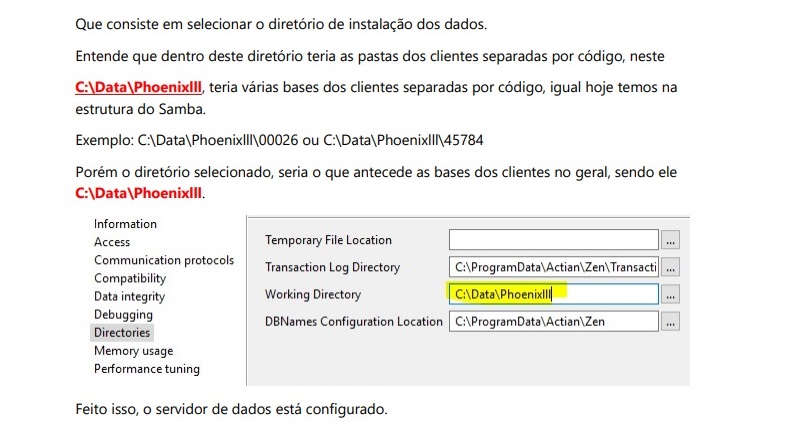 Que consiste em selecionar o diretório de instalação dos dados.
Entende que dentro deste diretório teria as pastas dos clientes separadas por código, neste
C:\Data\Phoenixlll, teria várias bases dos clientes separadas por código, igual hoje temos na
estrutura do Samba.
Exemplo: C:\Data\Phoenixlll\00026 ou C:\Data\Phoenixlll\45784
Porém o diretório selecionado, seria o que antecede as bases dos clientes no geral, sendo ele
C:\Data\Phoenixlll.
Information
Access
Communication protocols
Compatibility
Data integrity
Debugging
Directories
Memory usage
Performance tuning
Temporary File Location ...
Transaction Log Directory C:\ProgramData\Actian\Zen\Transacti ...
Working Directory C:\Data\Phoenixlll ...
DBNames Configuration Location C:\ProgramData\Actian\Zen ...
Feito isso, o servidor de dados está configurado.